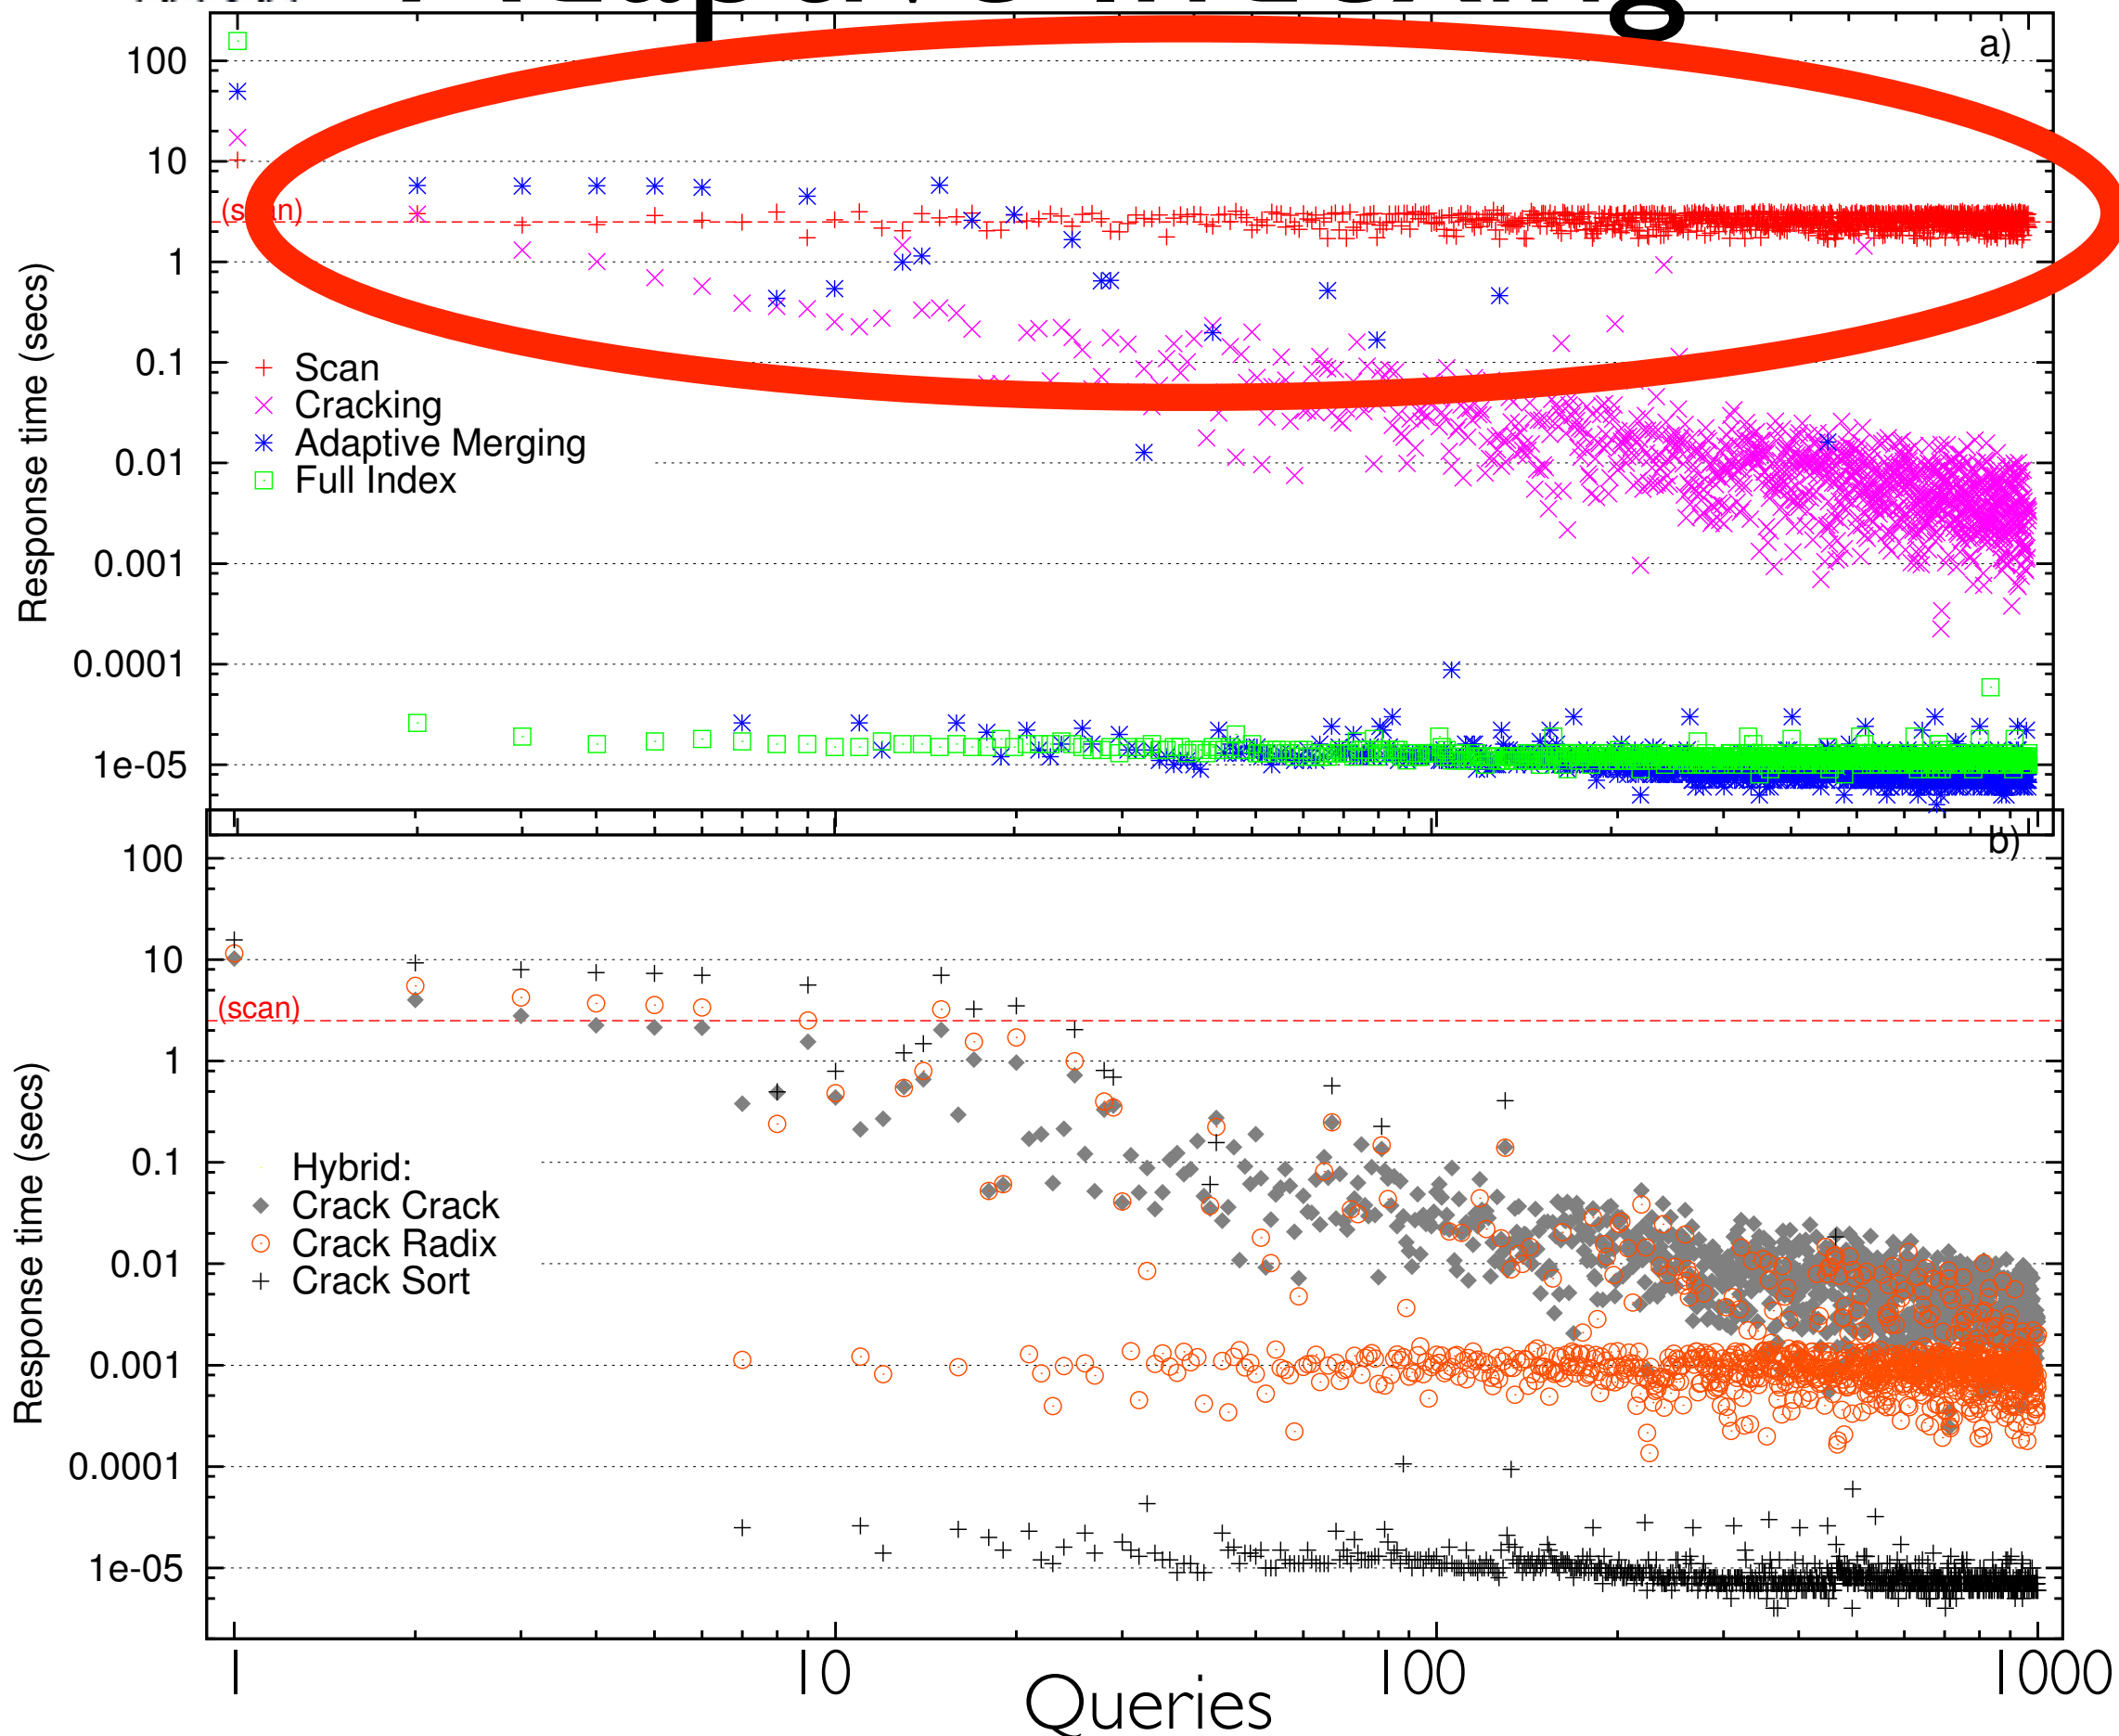 a)
100
10
(scan)
1
0.1
0.01
0.001
0.0001
1e-05
Response time (secs)
Scan
Cracking
Adaptive Merging
Full Index
b)
100
10
(scan)
1
0.1
0.01
0.001
0.0001
1e-05
Response time (secs)
Hybrid:
Crack Crack
Crack Radix
Crack Sort
1 10 100 1000
Queries